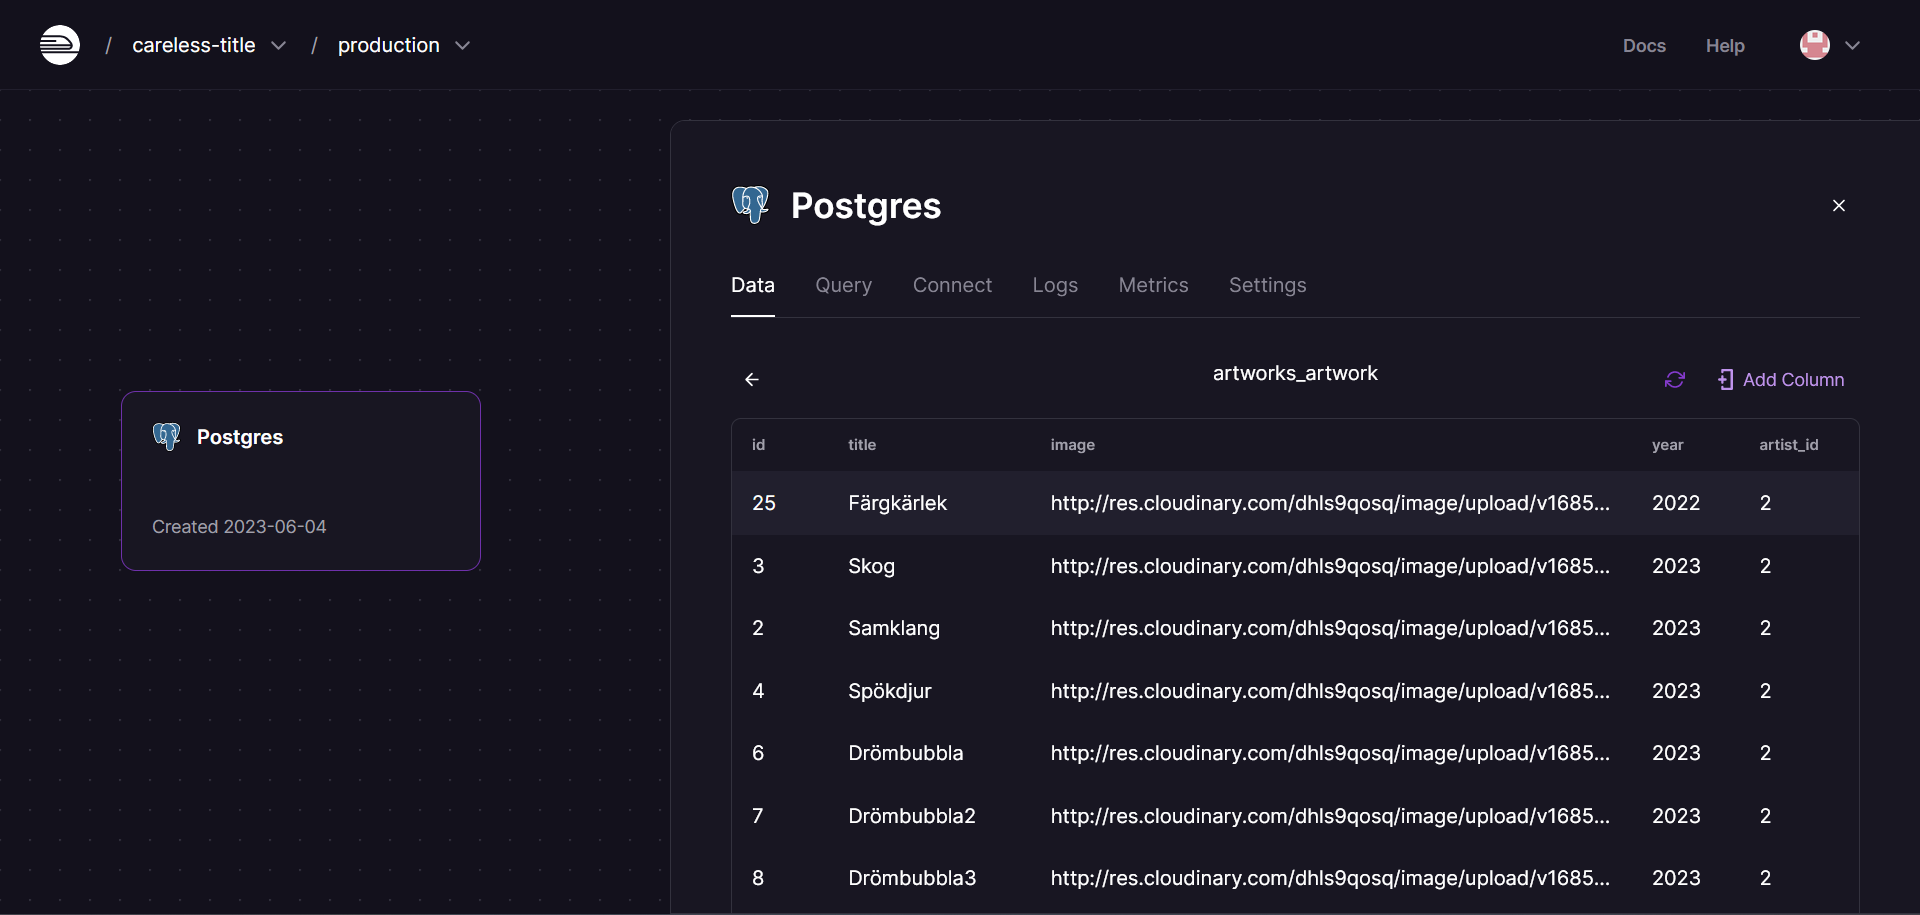 / careless-title / production Docs Help
Postgres
Data Query Connect Logs Metrics Settings
artworks_artwork Add Column
Postgres
Created 2023-06-04
id title image year artist_id
25 Färgkärlek http://res.cloudinary.com/dhls9qosq/image/upload/v1685... 2022 2
3 Skog http://res.cloudinary.com/dhls9qosq/image/upload/v1685... 2023 2
2 Samklang http://res.cloudinary.com/dhls9qosq/image/upload/v1685... 2023 2
4 Spökdjur http://res.cloudinary.com/dhls9qosq/image/upload/v1685... 2023 2
6 Drömbubbla http://res.cloudinary.com/dhls9qosq/image/upload/v1685... 2023 2
7 Drömbubbla2 http://res.cloudinary.com/dhls9qosq/image/upload/v1685... 2023 2
8 Drömbubbla3 http://res.cloudinary.com/dhls9qosq/image/upload/v1685... 2023 2